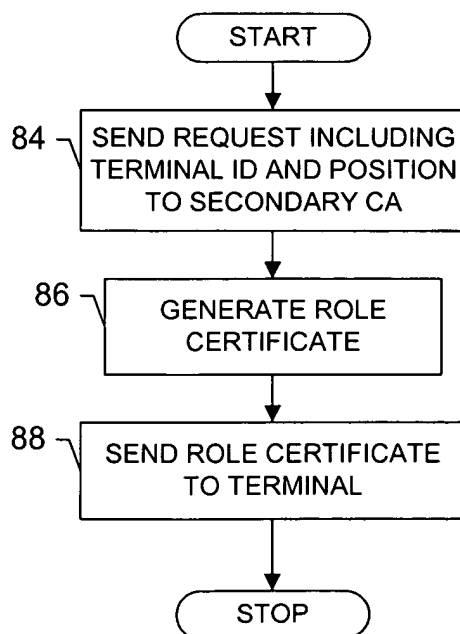 START
84
SEND REQUEST INCLUDING
TERMINAL ID AND POSITION
TO SECONDARY CA
86
GENERATE ROLE
CERTIFICATE
88
SEND ROLE CERTIFICATE
TO TERMINAL
STOP